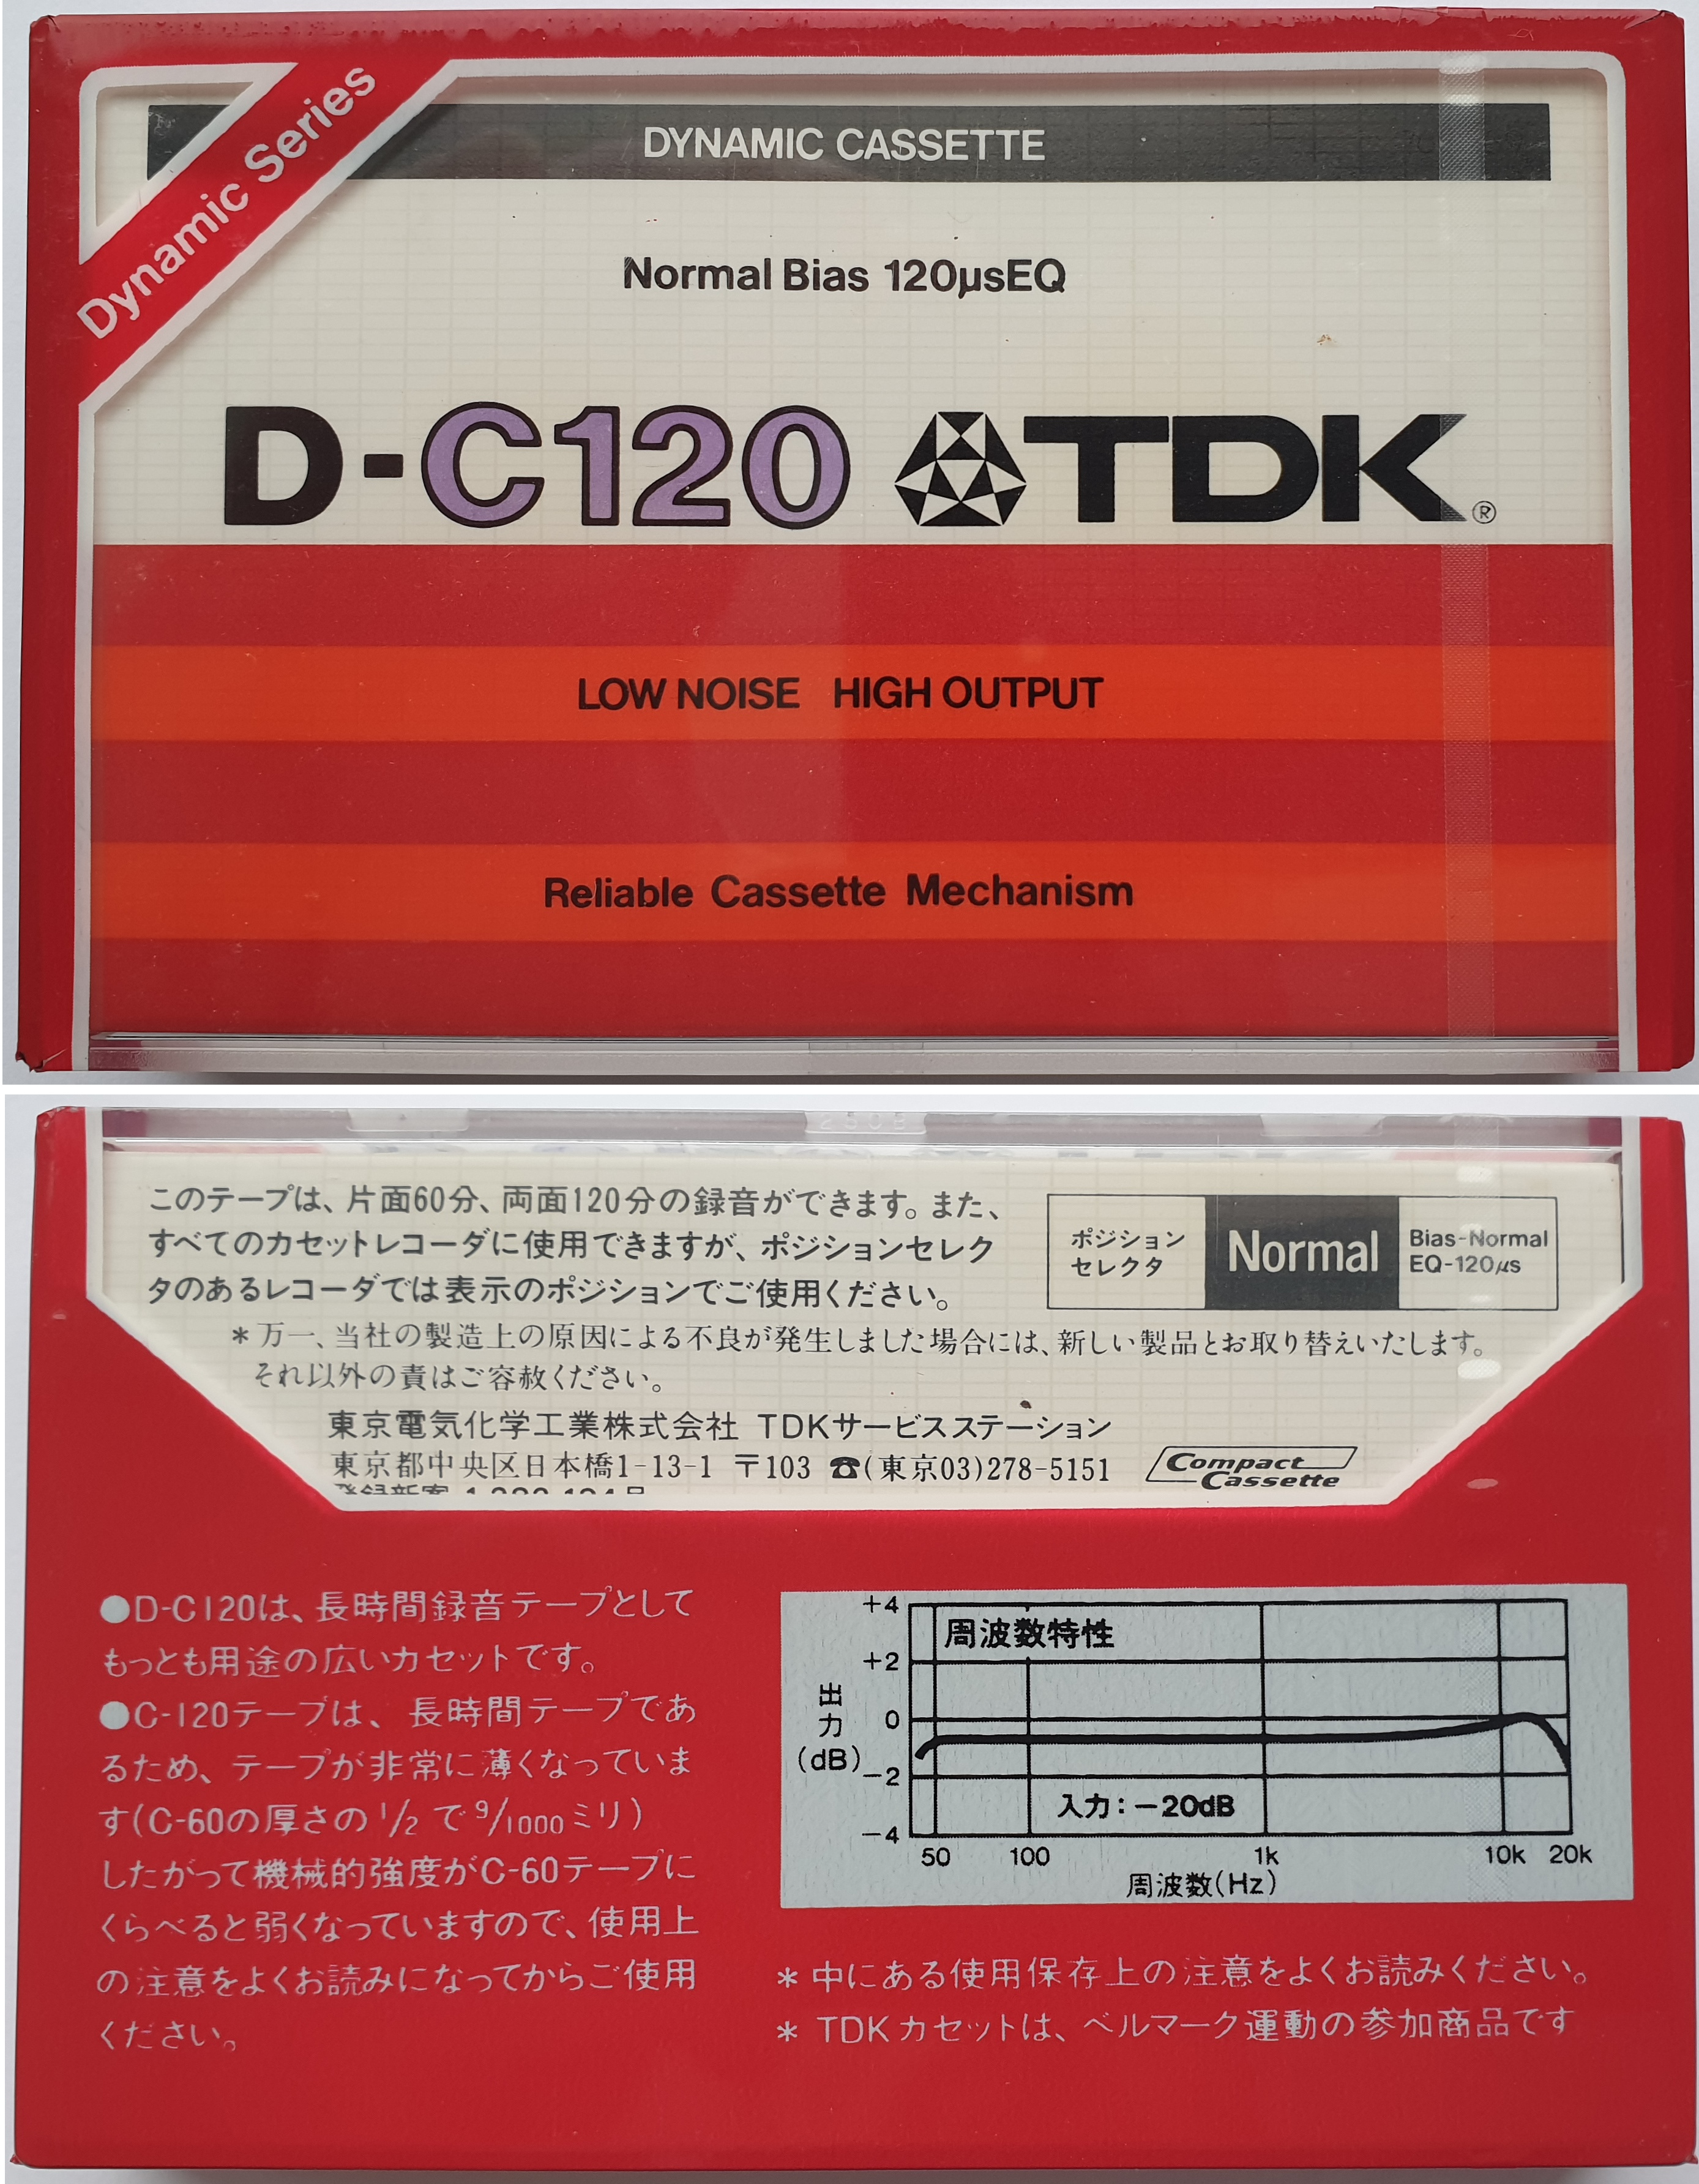 Dynamic Series
DYNAMIC CASSETTE
Normal Bias 120µsEQ
D-C120 TDK®
LOW NOISE HIGH OUTPUT
Reliable Cassette Mechanism
このテープは、片面60分、両面120分の録音ができます。また、
すべてのカセットレコーダに使用できますが、ポジションセレク
タのあるレコーダでは表示のポジションでご使用ください。
ポジション
セレクタ
Normal
Bias-Normal
EQ-120µs
*万一、当社の製造上の原因による不良が発生しました場合には、新しい製品とお取り替えいたします。
それ以外の責はご容赦ください。
東京電気化学工業株式会社 TDKサービスステーション
東京都中央区日本橋1-13-1 〒103 ☎(東京03)278-5151
Compact
Cassette
●D-C120は、長時間録音テープとして
もっとも用途の広いカセットです。
●C-120テープは、長時間テープであ
るため、テープが非常に薄くなっていま
す(C-60の厚さの1/2で9/1000ミリ)
したがって機械的強度がC-60テープに
くらべると弱くなっていますので、使用上
の注意をよくお読みになってからご使用
ください。
周波数特性
出力(dB)
+4
+2
0
-2
-4
入力:-20dB
50 100 1k 10k 20k
周波数(Hz)
*中にある使用保存上の注意をよくお読みください。
*TDKカセットは、ベルマーク運動の参加商品です